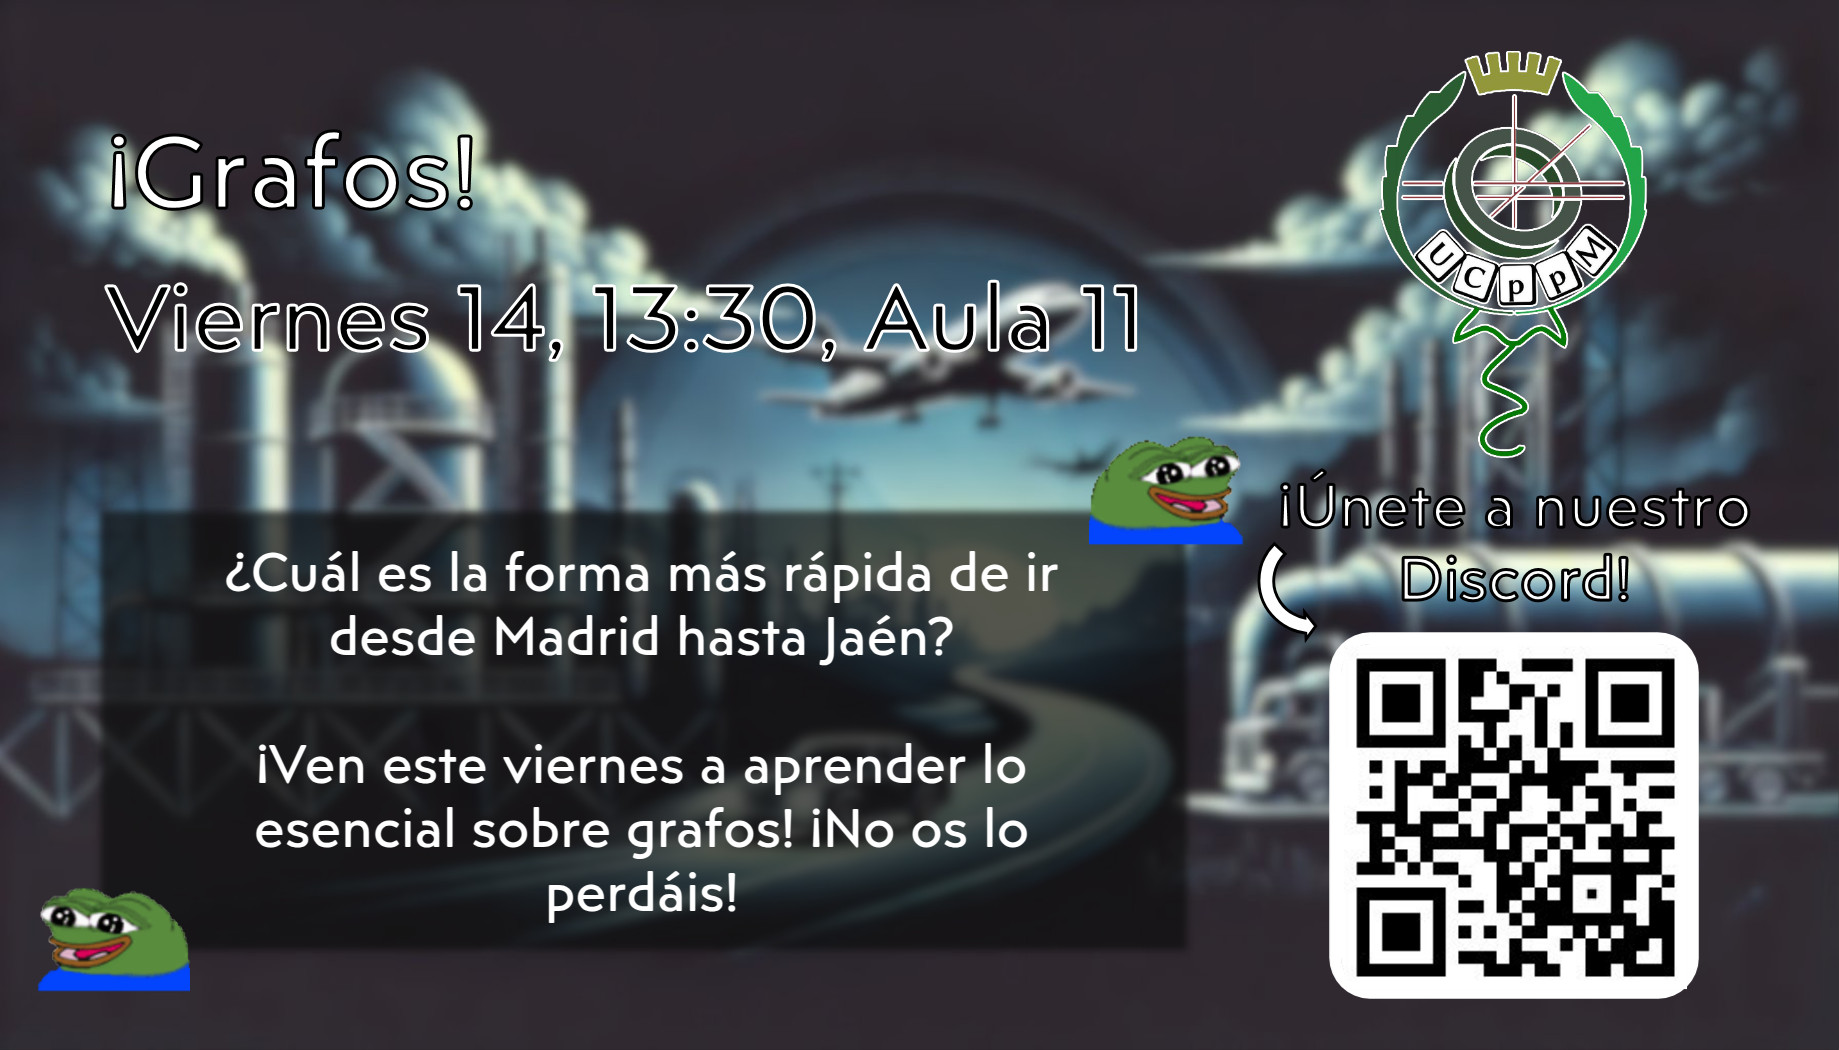 ¡Grafos!
Viernes 14, 13:30, Aula 11
UCppM
¡Únete a nuestro
Discord!
¿Cuál es la forma más rápida de ir
desde Madrid hasta Jaén?
¡Ven este viernes a aprender lo
esencial sobre grafos! ¡No os lo
perdáis!